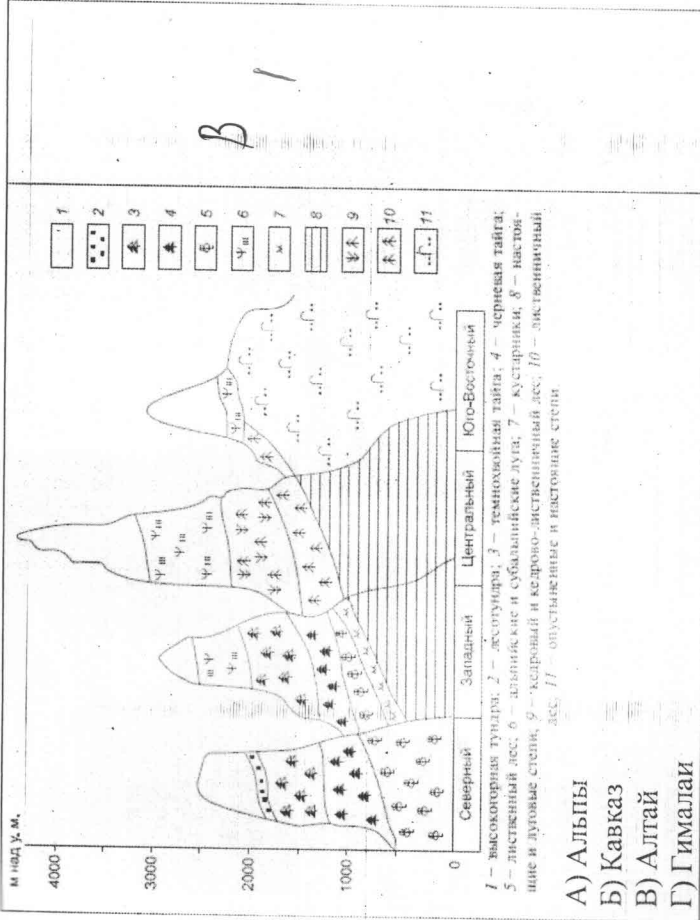 м над у. м.
4000
3000
2000
1000
0
Северный
Западный
Центральный
Юго-Восточный
1
2
3
4
5
6
7
8
9
10
11
1 – высокогорная тундра; 2 – лесотундра; 3 – темнохвойная тайга; 4 – черневая тайга;
5 – лиственный лес; 6 – альпийские и субальпийские луга; 7 – кустарники; 8 – настоя-
щие и луговые степи; 9 – кедровый и кедрово-лиственничный лес; 10 – лиственничный
лес; 11 – опустыненные и настоящие степи.
А) Альпы
Б) Кавказ
В) Алтай
Г) Гималаи
В
1